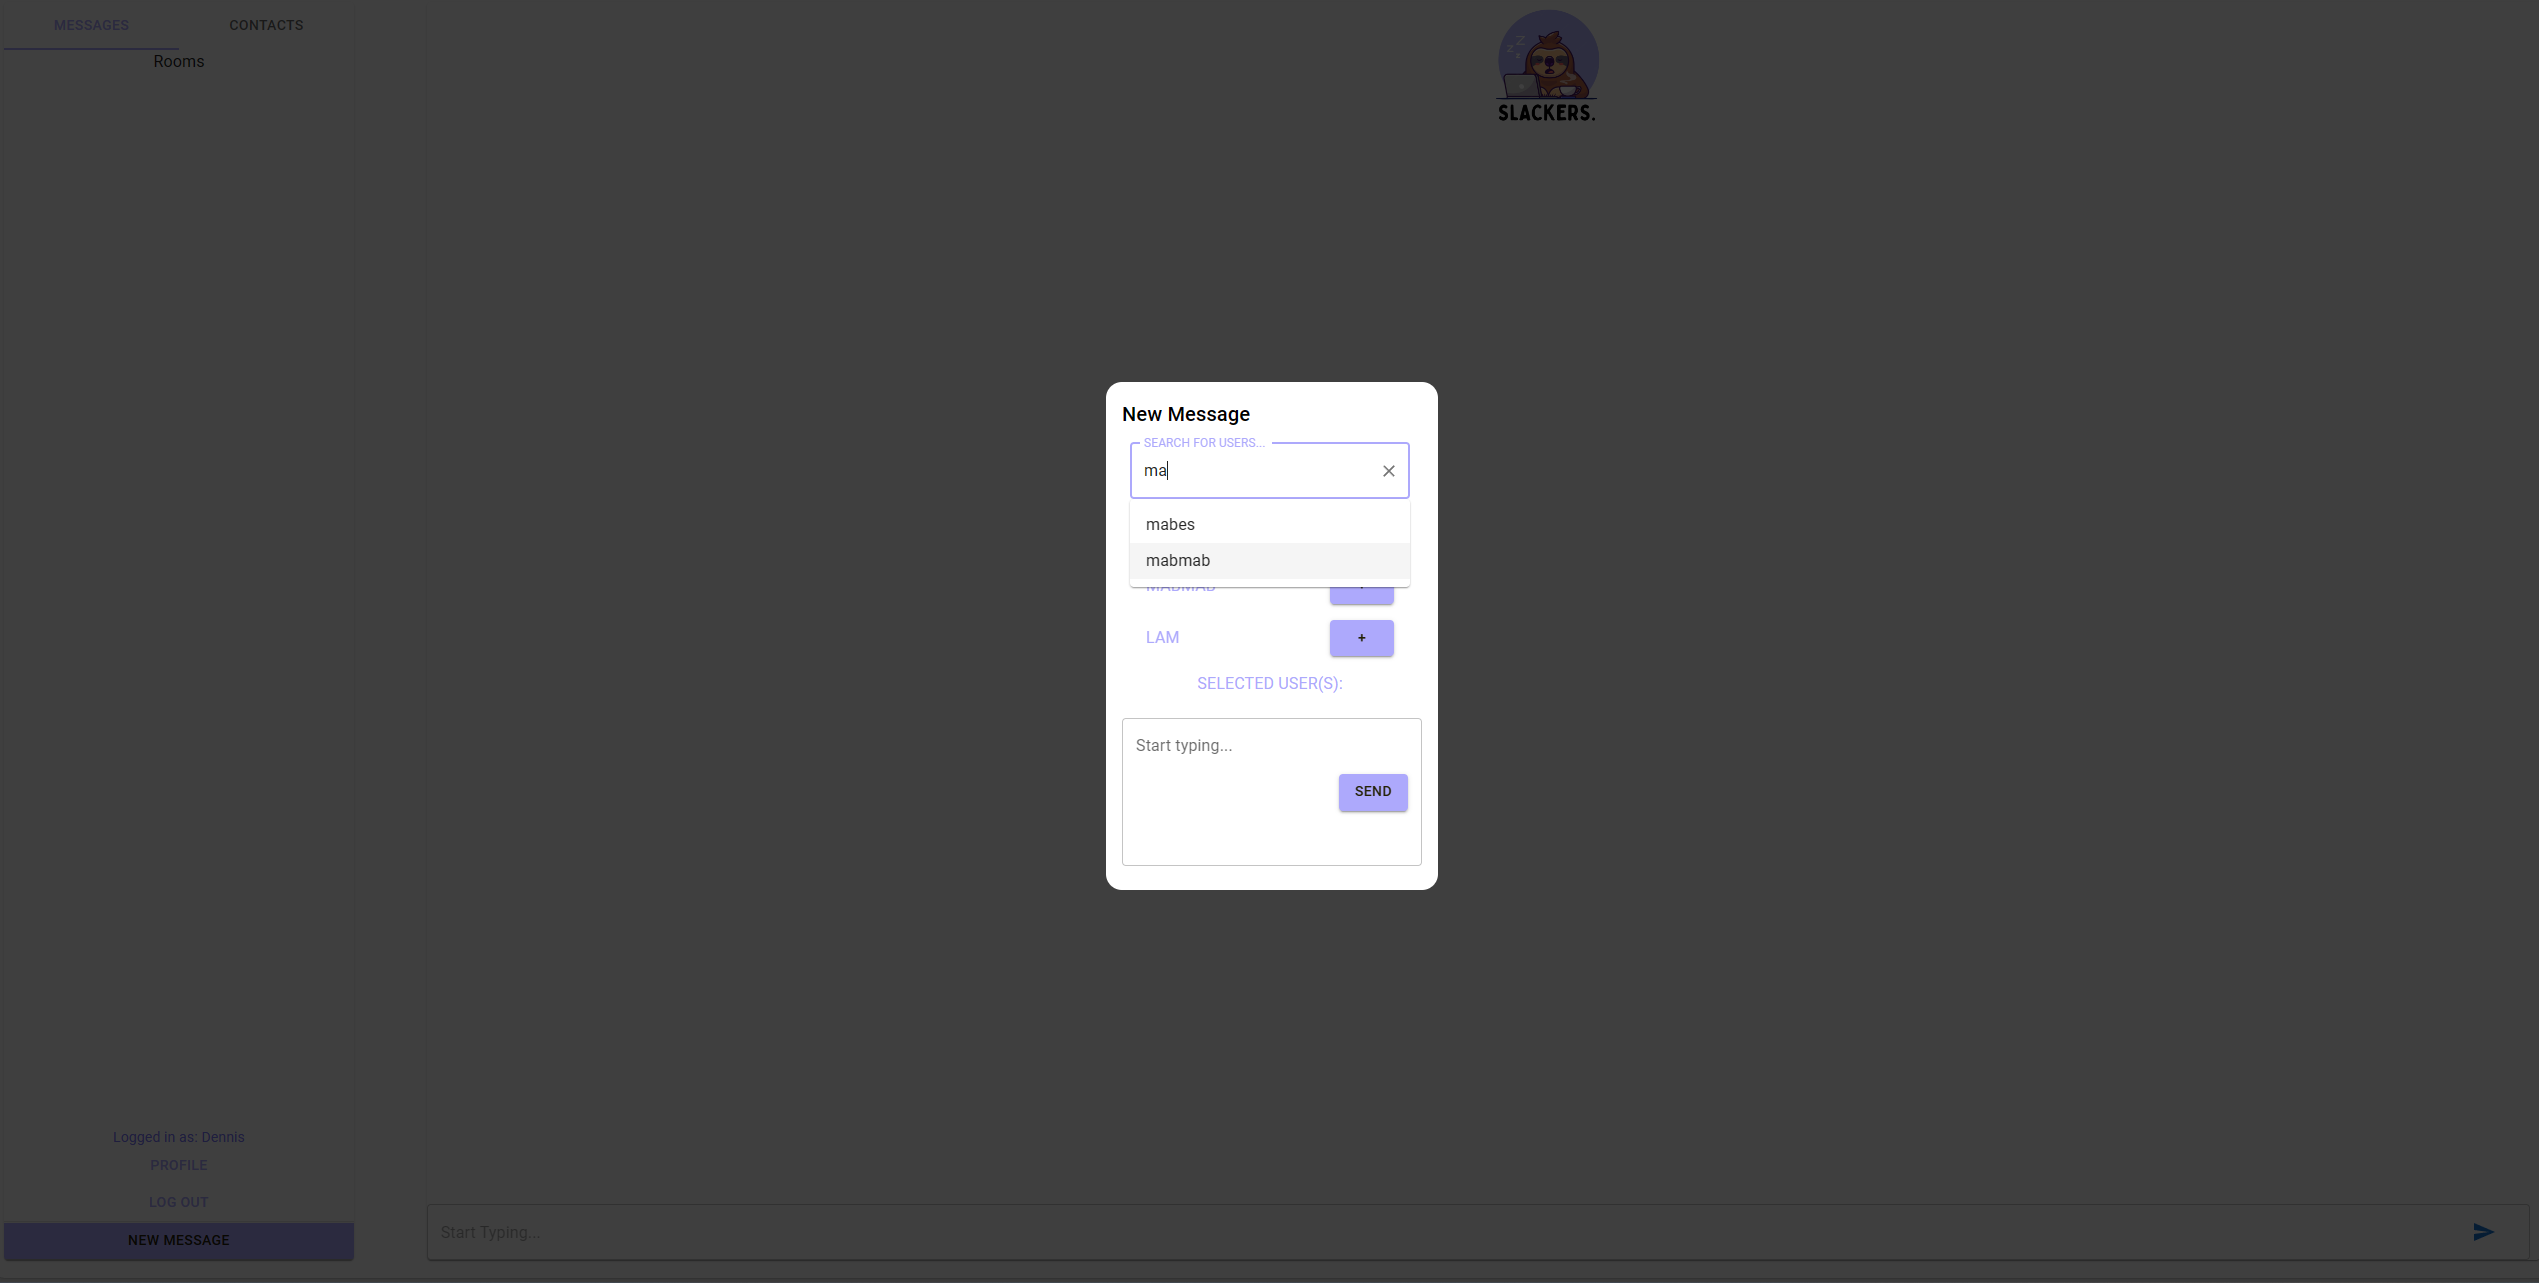 MESSAGES
CONTACTS
Rooms
z z z
SLACKERS.
New Message
SEARCH FOR USERS...
ma
mabes
mabmab
MABMAB
LAM
+
SELECTED USER(S):
Start typing...
SEND
Logged in as: Dennis
PROFILE
LOG OUT
NEW MESSAGE
Start Typing...